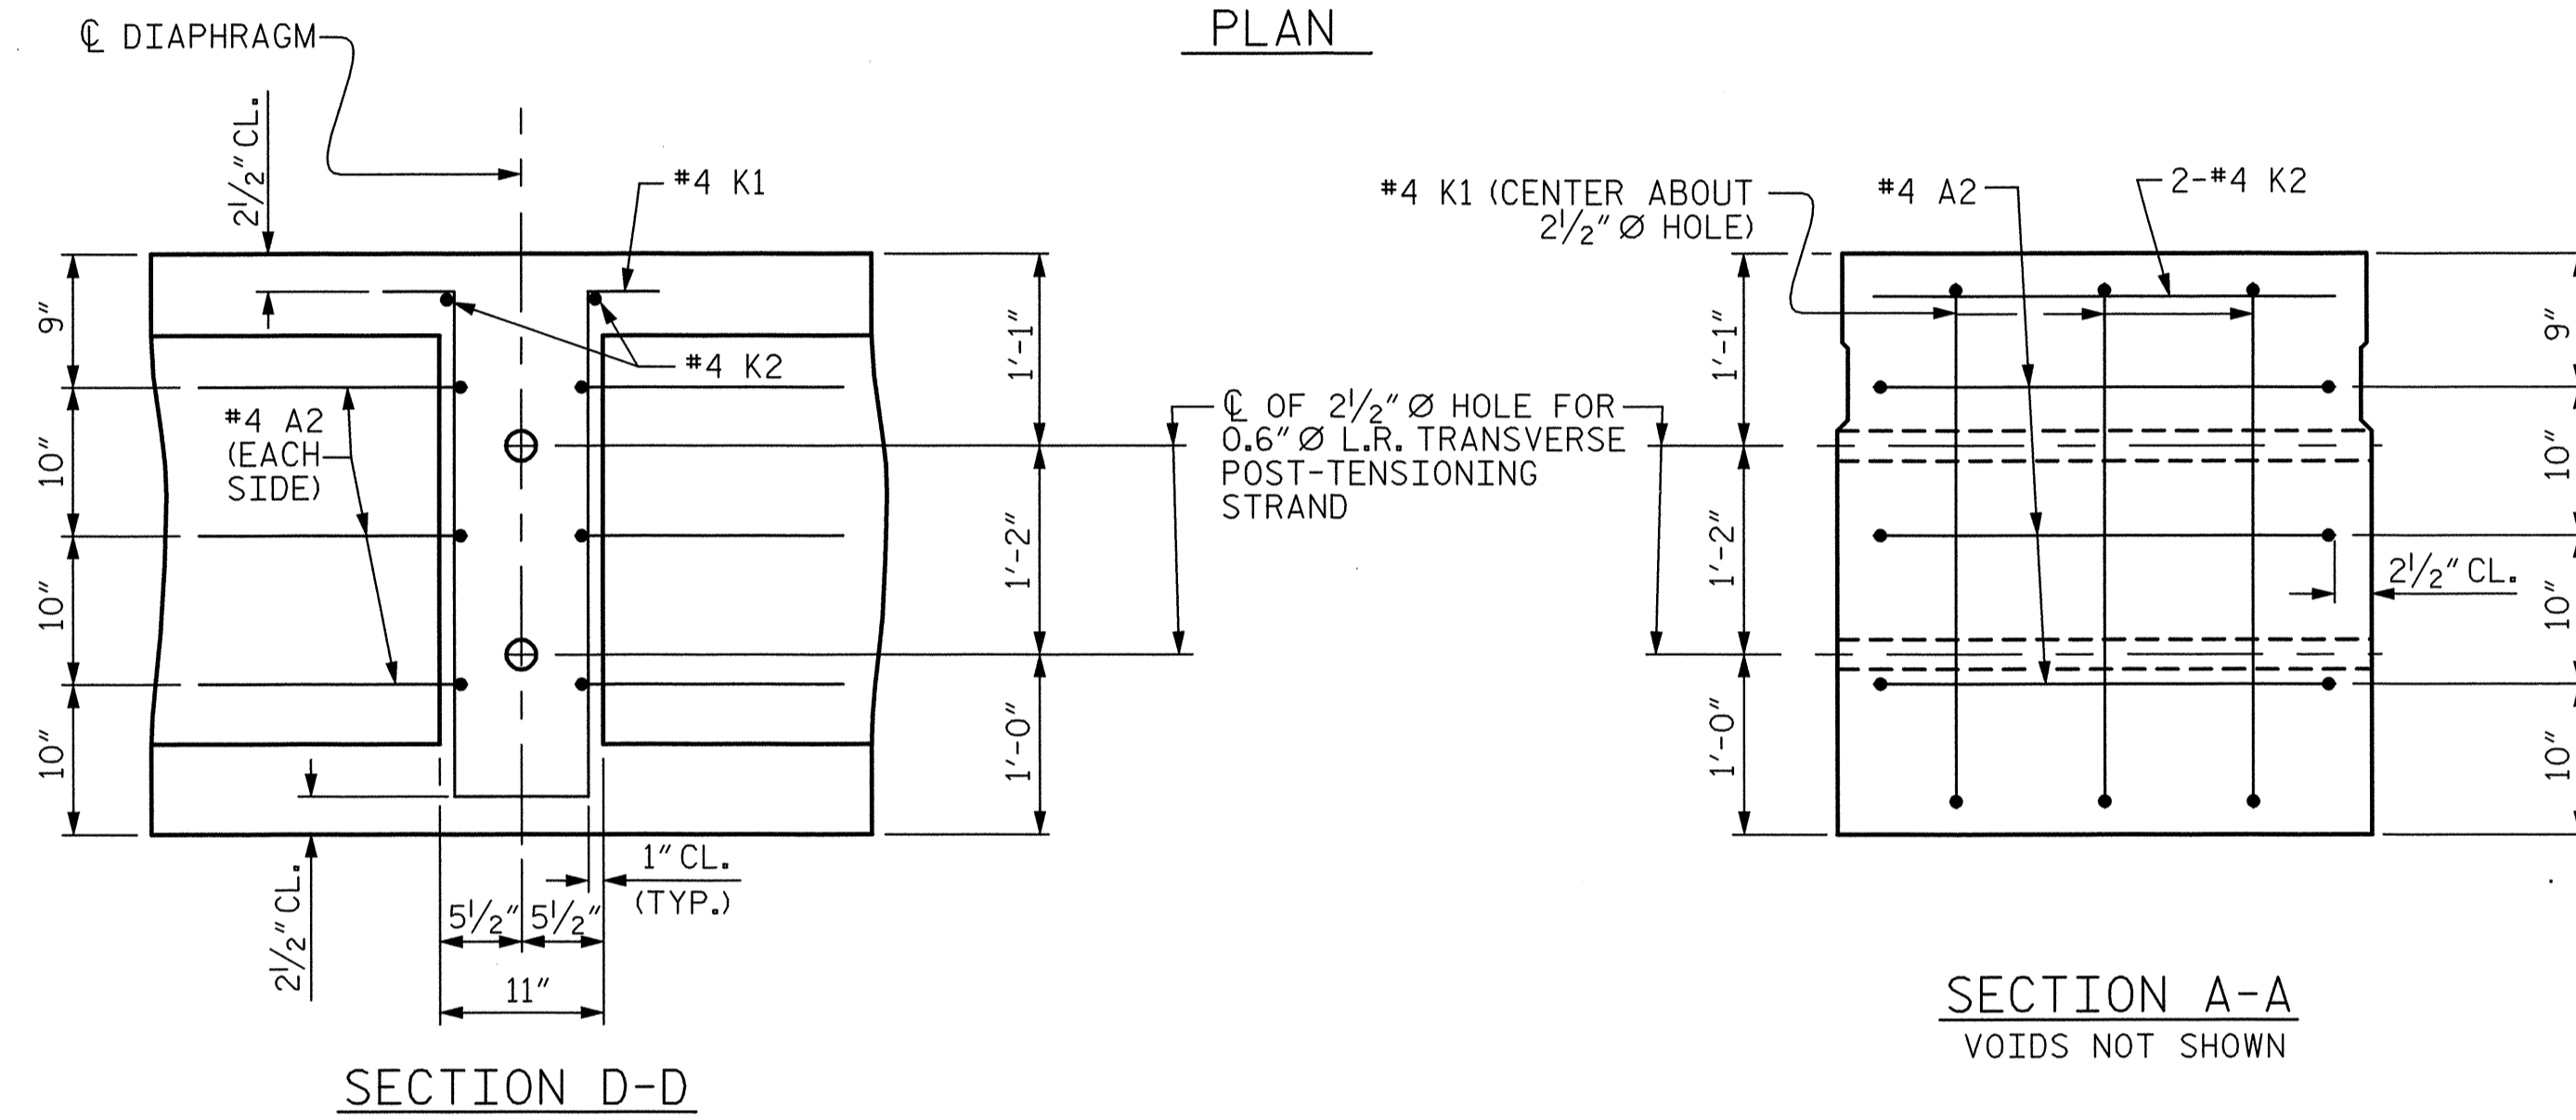 PLAN
℄ DIAPHRAGM
2½" CL.
#4 K1
9"
10"
10"
10"
#4 K2
#4 A2
(EACH
SIDE)
1'-1"
1'-2"
1'-0"
℄ OF 2½"Ø HOLE FOR
0.6"Ø L.R. TRANSVERSE
POST-TENSIONING
STRAND
2½"CL.
1" CL.
(TYP.)
5½"
5½"
11"
SECTION D-D
#4 K1 (CENTER ABOUT
2½"Ø HOLE)
#4 A2
2-#4 K2
1'-1"
1'-2"
1'-0"
9"
10"
10"
10"
2½" CL.
SECTION A-A
VOIDS NOT SHOWN